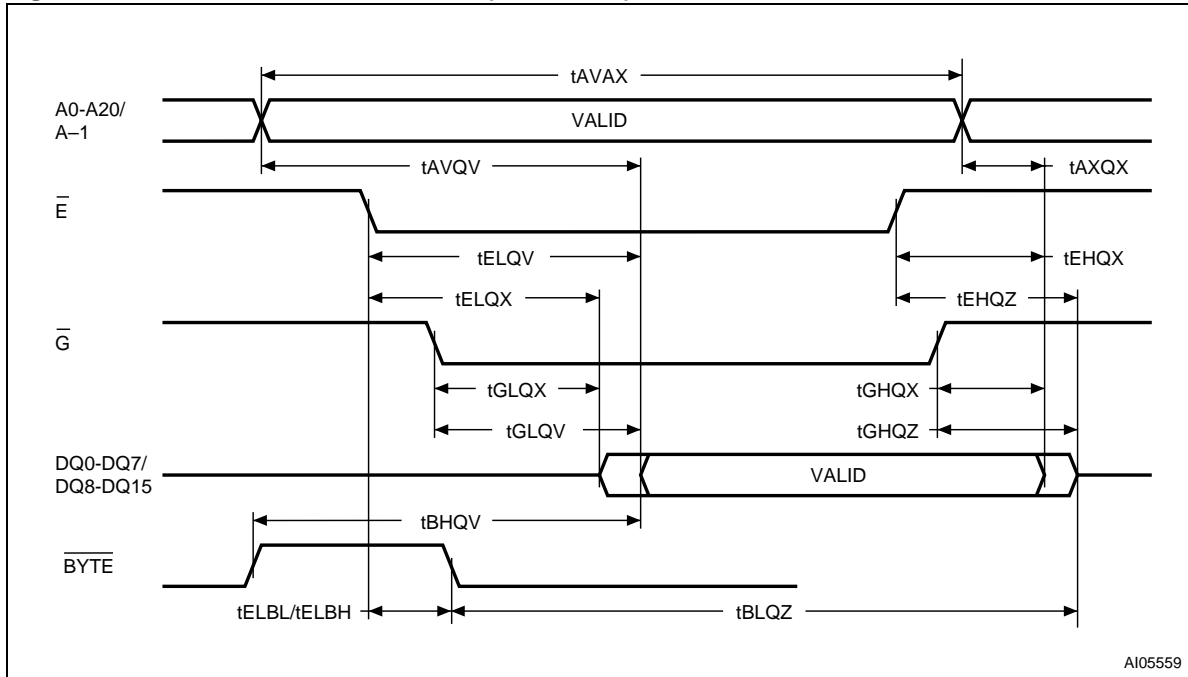 tAVAX
A0-A20/
A–1
VALID
tAVQV
tAXQX
E
tELQV
tEHQX
tELQX
tEHQZ
G
tGLQX
tGHQX
tGLQV
tGHQZ
DQ0-DQ7/
DQ8-DQ15
VALID
tBHQV
BYTE
tELBL/tELBH
tBLQZ
AI05559